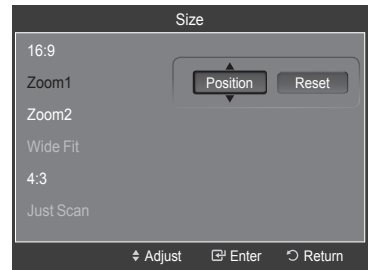 Size
16:9
Zoom1
Position Reset
Zoom2
Wide Fit
4:3
Just Scan
Adjust Enter Return